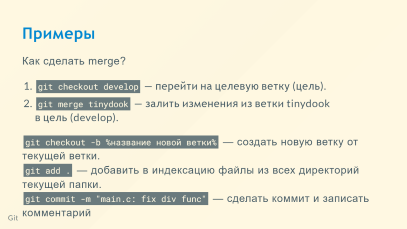 Примеры
Как сделать merge?
1. git checkout develop — перейти на целевую ветку (цель).
2. git merge tinydook — залить изменения из ветки tinydook
в цель (develop).
git checkout -b %название новой ветки% — создать новую ветку от
текущей ветки.
git add . — добавить в индексацию файлы из всех директорий
текущей папки.
git commit -m "main.c: fix div func" — сделать коммит и записать
комментарий
Git